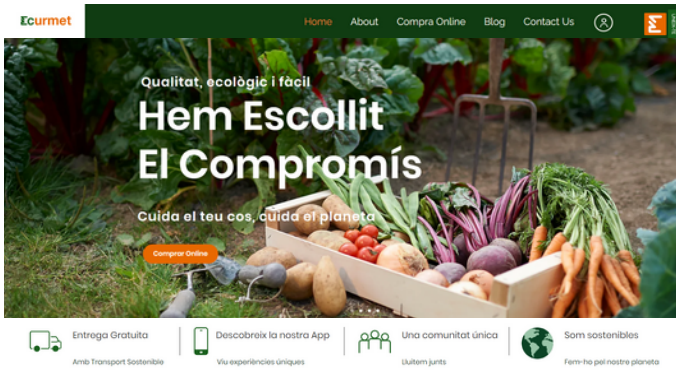 Ecurmet
Home About Compra Online Blog Contact Us
Qualitat, ecològic i fàcil
Hem Escollit
El Compromís
Cuida el teu cos, cuida el planeta
Comprar Online
Entrega Gratuita
Amb Transport Sostenible
Descobreix la nostra App
Viu experiències úniques
Una comunitat única
Lluitem junts
Som sostenibles
Fem-ho pel nostre planeta